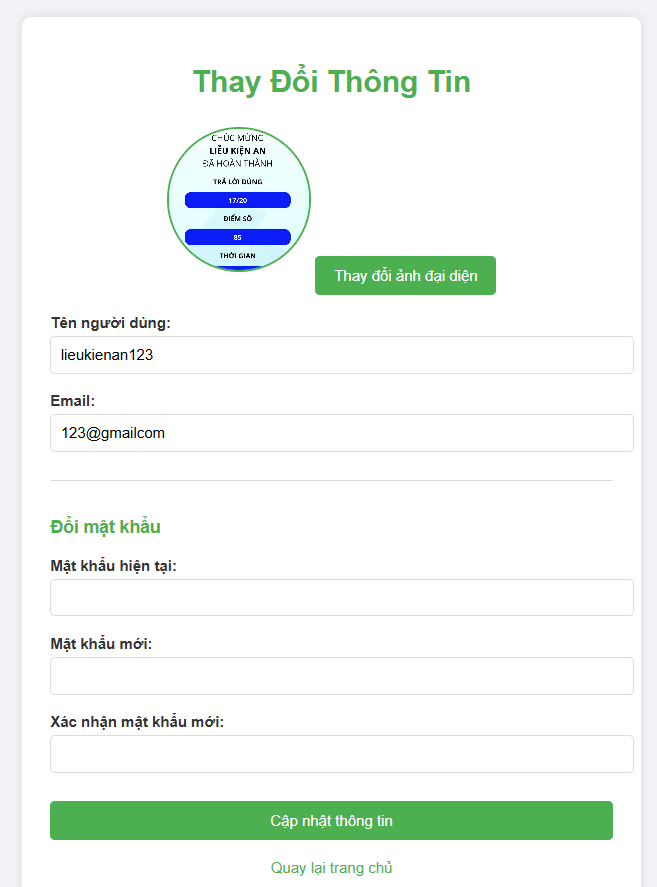 Thay Đổi Thông Tin
CHÚC MỪNG
LIỄU KIỆN AN
ĐÃ HOÀN THÀNH
TRẢ LỜI ĐÚNG
17/20
ĐIỂM SỐ
85
THỜI GIAN
Thay đổi ảnh đại diện
Tên người dùng:
lieukienan123
Email:
123@gmailcom
Đổi mật khẩu
Mật khẩu hiện tại:
Mật khẩu mới:
Xác nhận mật khẩu mới:
Cập nhật thông tin
Quay lại trang chủ